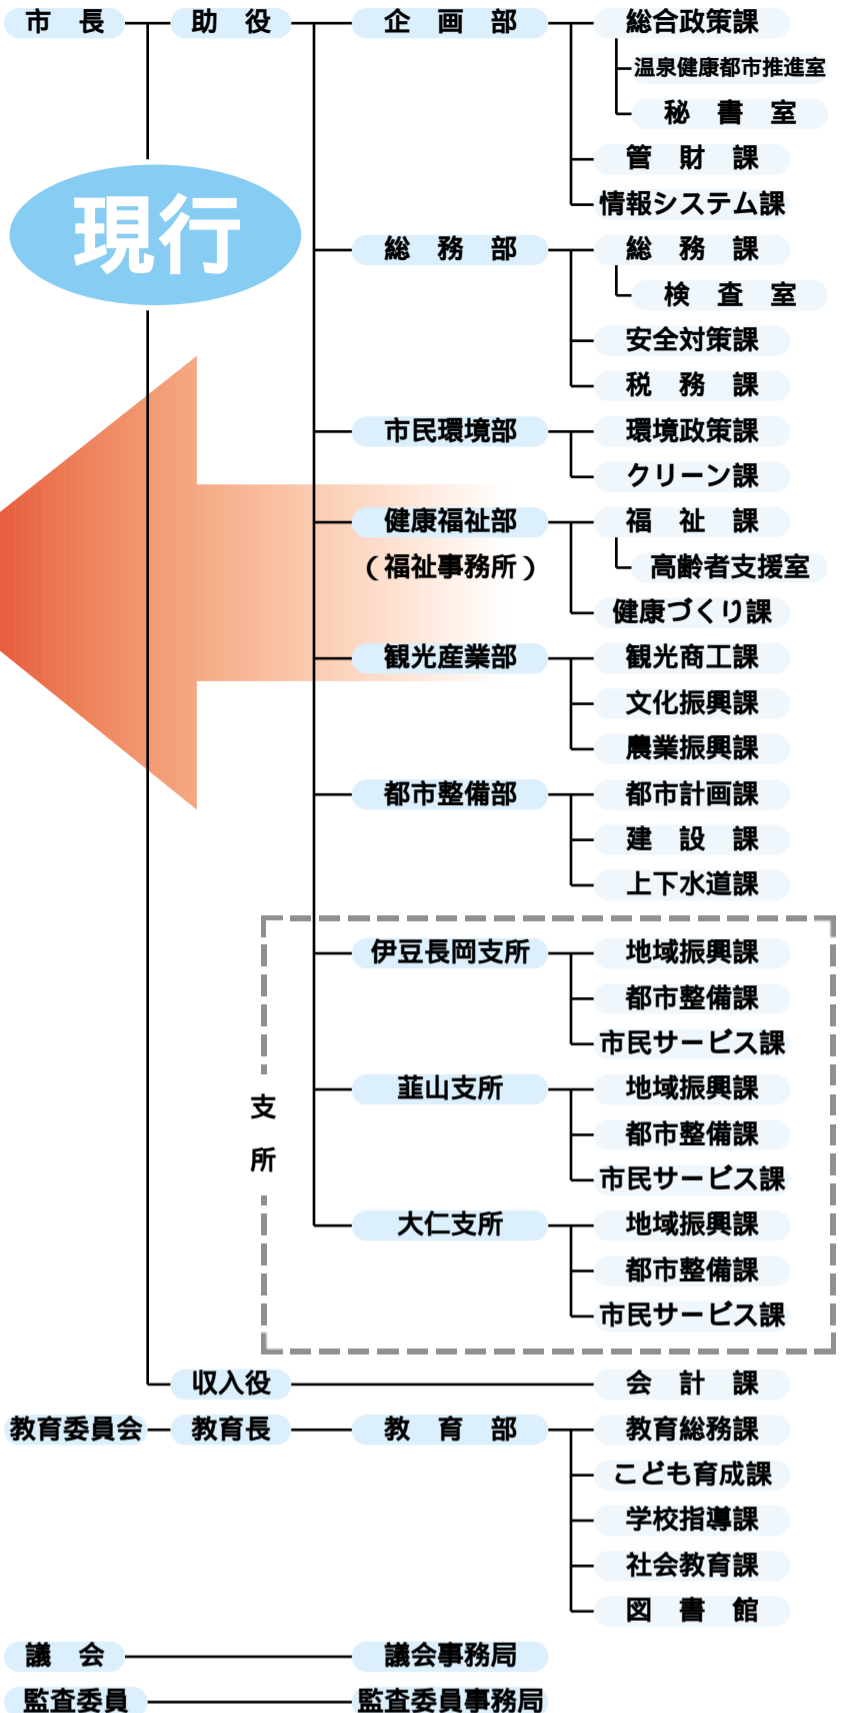 市　長　助　役　企　画　部　総合政策課
温泉健康都市推進室
秘　書　室
管　財　課
情報システム課
現行
総　務　部　総　務　課
検　査　室
安全対策課
税　務　課
市民環境部　環境政策課
クリーン課
健康福祉部　福　祉　課
（福祉事務所）　高齢者支援室
健康づくり課
観光産業部　観光商工課
文化振興課
農業振興課
都市整備部　都市計画課
建　設　課
上下水道課
支所
伊豆長岡支所　地域振興課
都市整備課
市民サービス課
韮山支所　地域振興課
都市整備課
市民サービス課
大仁支所　地域振興課
都市整備課
市民サービス課
収入役　会　計　課
教育委員会　教育長　教　育　部　教育総務課
こども育成課
学校指導課
社会教育課
図　書　館
議　会　議会事務局
監査委員　監査委員事務局